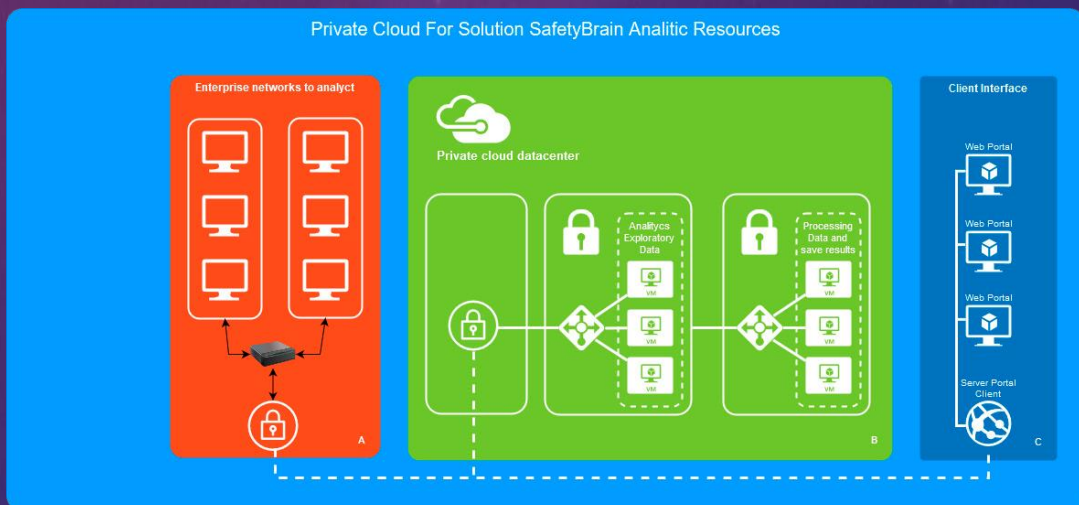 Private Cloud For Solution SafetyBrain Analitic Resources
Enterprise networks to analyct
A
Private cloud datacenter
Analitycs
Exploratory
Data
VM
VM
VM
Processing
Data and
save results
VM
VM
VM
B
Client Interface
Web Portal
Web Portal
Web Portal
Server Portal
Client
C